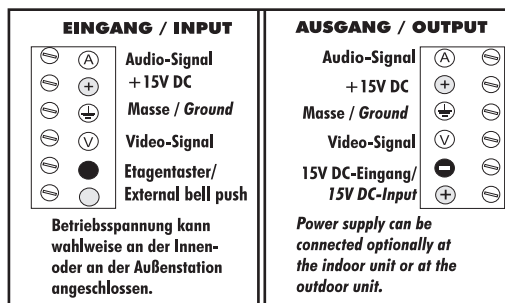 EINGANG / INPUT
A Audio-Signal
+ +15V DC
Masse / Ground
V Video-Signal
Etagentaster/
External bell push
Betriebsspannung kann
wahlweise an der Innen-
oder an der Außenstation
angeschlossen.
AUSGANG / OUTPUT
Audio-Signal A
+15V DC +
Masse / Ground
Video-Signal V
15V DC-Eingang/ −
15V DC-Input +
Power supply can be
connected optionally at
the indoor unit or at the
outdoor unit.